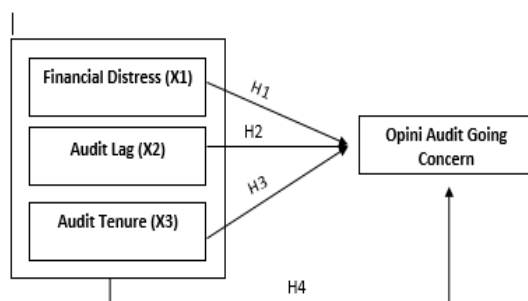 Financial Distress (X1)
H1
H2
Audit Lag (X2)
Opini Audit Going
Concern
H3
Audit Tenure (X3)
H4